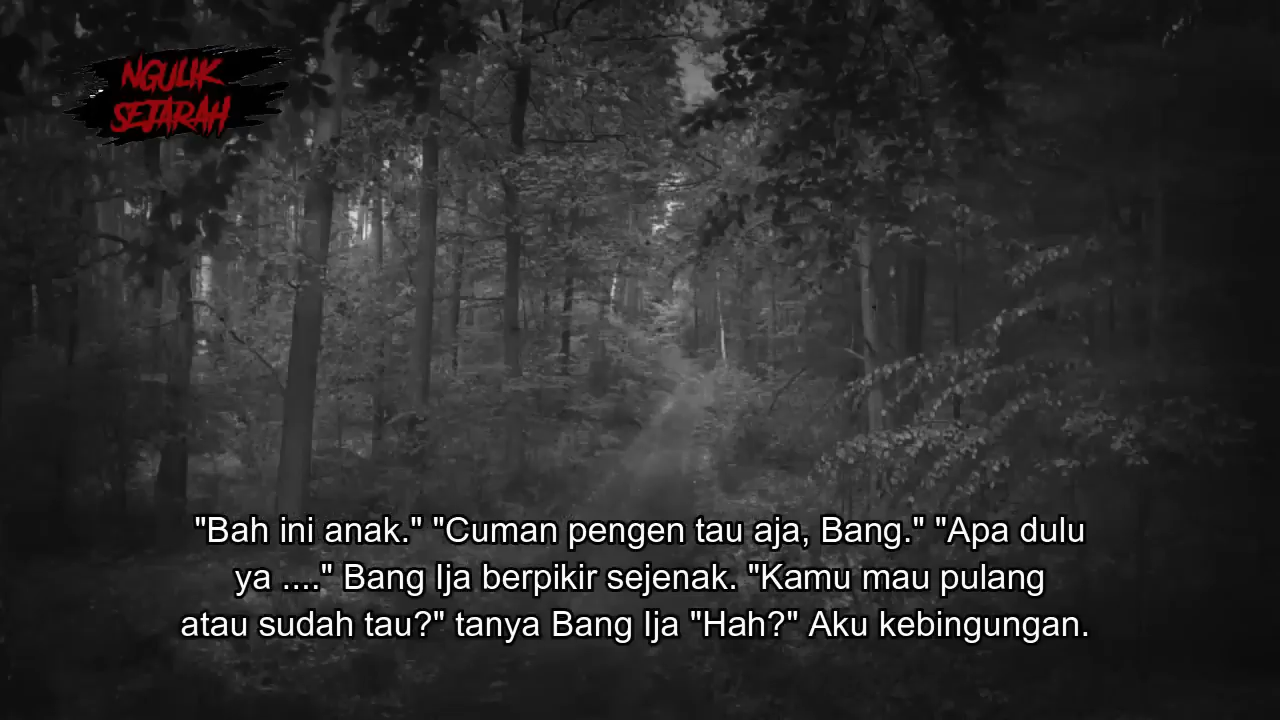 NGULIK
SEJARAH
"Bah ini anak." "Cuman pengen tau aja, Bang." "Apa dulu
ya ...." Bang Ija berpikir sejenak. "Kamu mau pulang
atau sudah tau?" tanya Bang Ija "Hah?" Aku kebingungan.